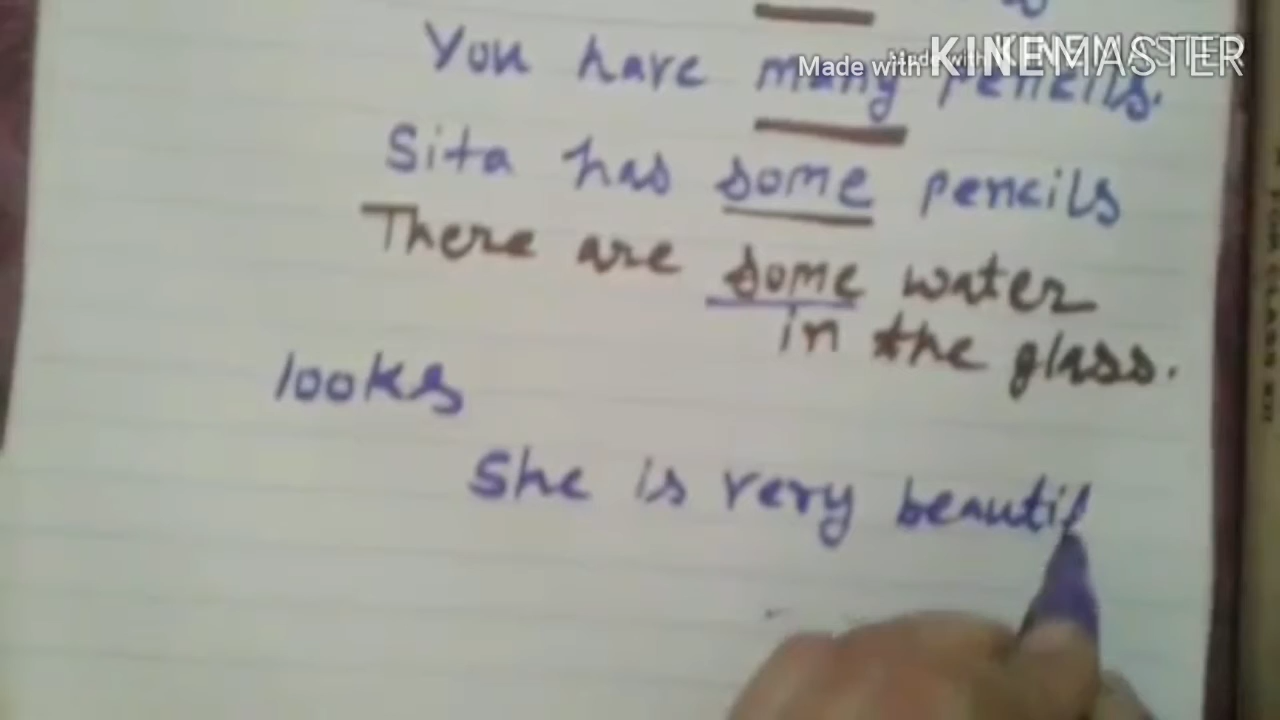 You have many pencils.
Made with KINEMASTER
Sita has some pencils
There are some water
in the glass.
looks
She is very beautif